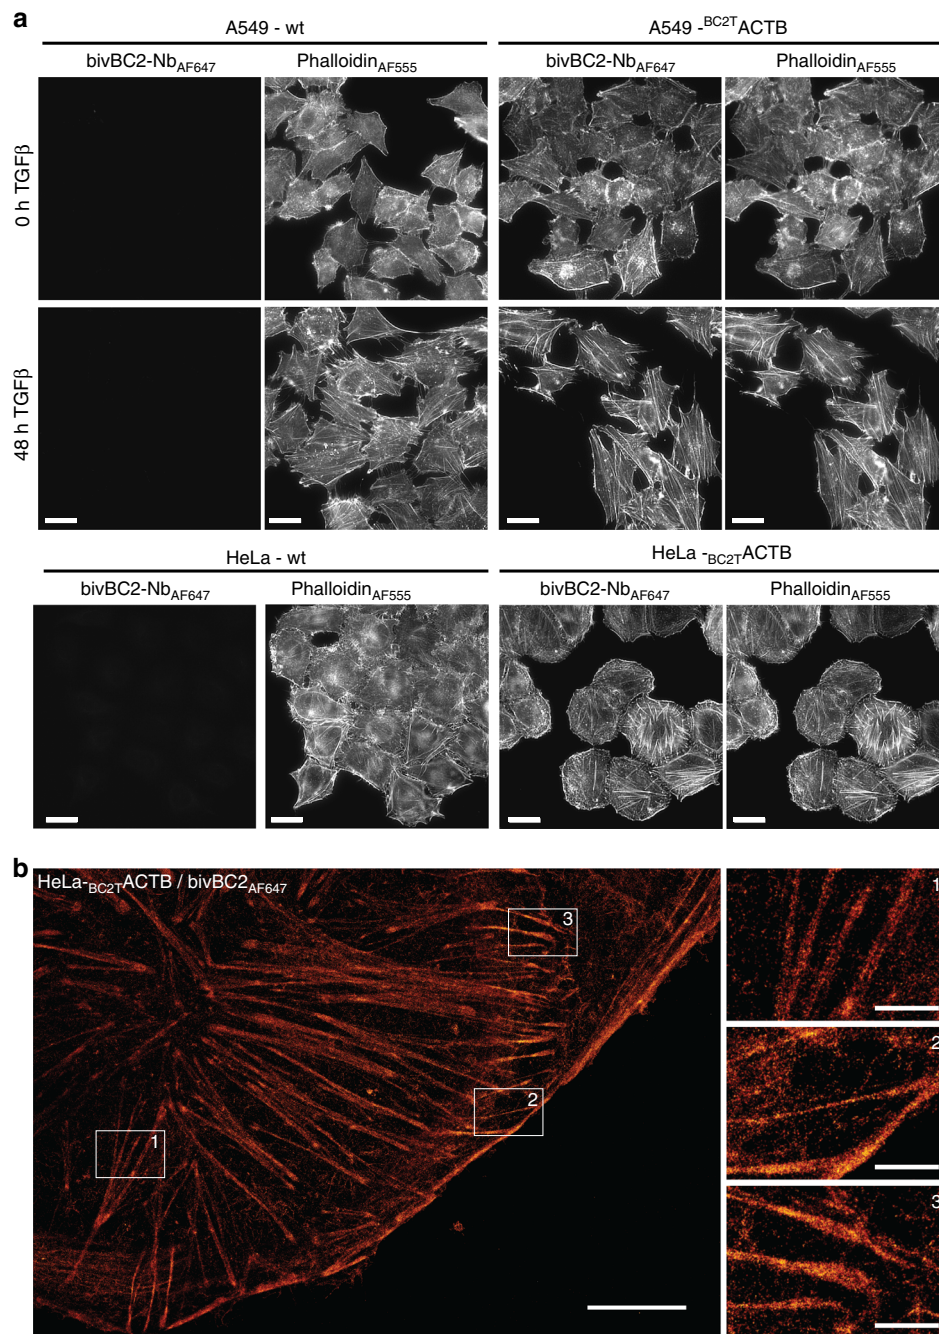 a
A549 - wt
A549 -BC2TACTB
bivBC2-NbAF647
PhalloidinAF555
bivBC2-NbAF647
PhalloidinAF555
0 h TGFβ
48 h TGFβ
HeLa - wt
HeLa -BC2TACTB
bivBC2-NbAF647
PhalloidinAF555
bivBC2-NbAF647
PhalloidinAF555
b
HeLa-BC2TACTB / bivBC2AF647
3
2
1
1
2
3